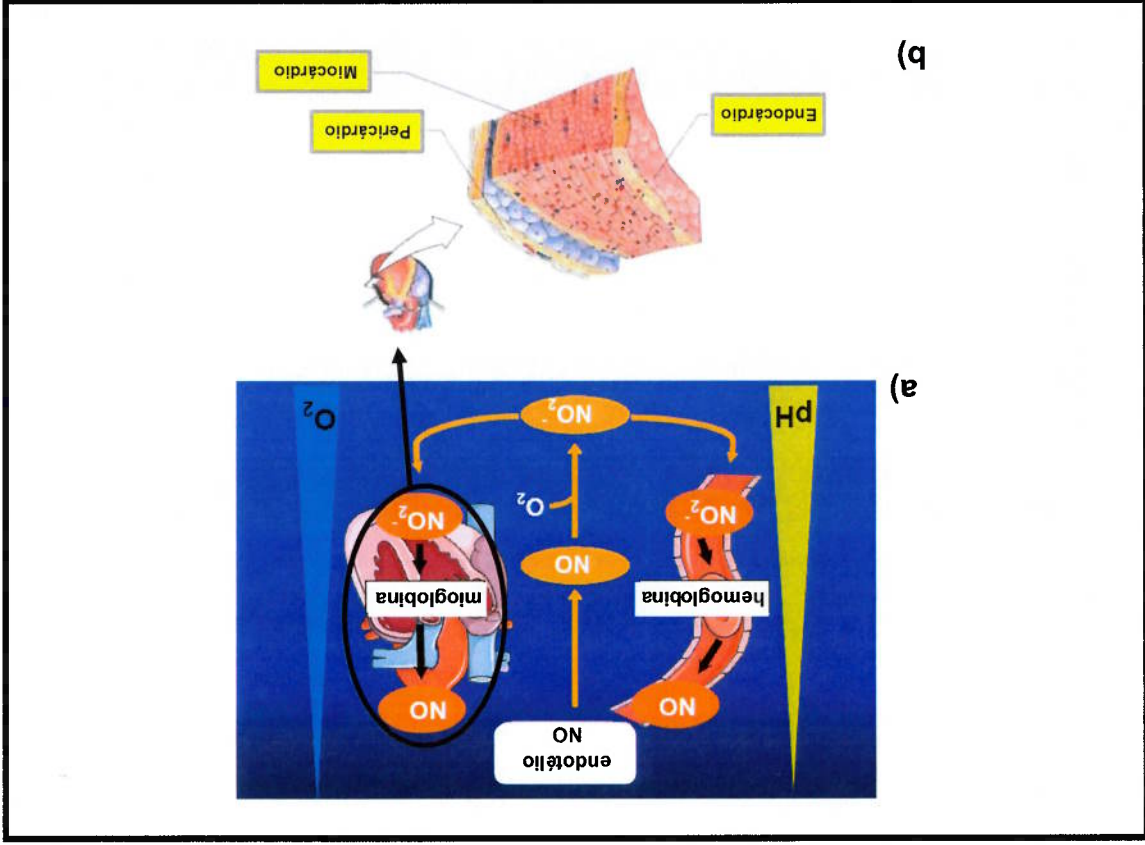 a)
endotélio
NO
NO
NO
NO
hemoglobina
mioglobina
O₂
NO₂⁻
NO₂⁻
NO₂⁻
pH
O₂
b)
Endocárdio
Pericárdio
Miocárdio